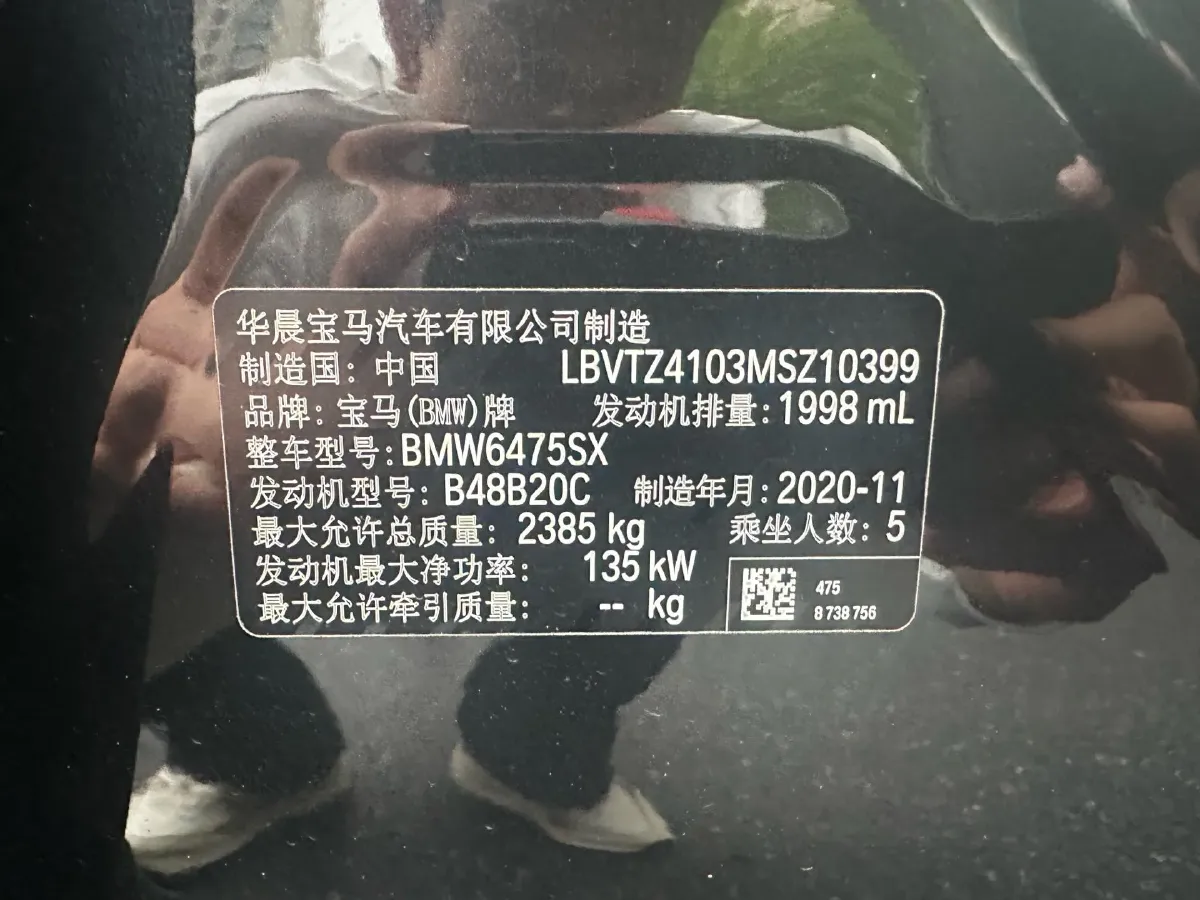 华晨宝马汽车有限公司制造
制造国：中国 LBVTZ4103MSZ10399
品牌：宝马(BMW)牌 发动机排量：1998 mL
整车型号：BMW6475SX
发动机型号：B48B20C 制造年月：2020-11
最大允许总质量：2385 kg 乘坐人数：5
发动机最大净功率：135 kW
最大允许牵引质量：-- kg
475
8 738 756